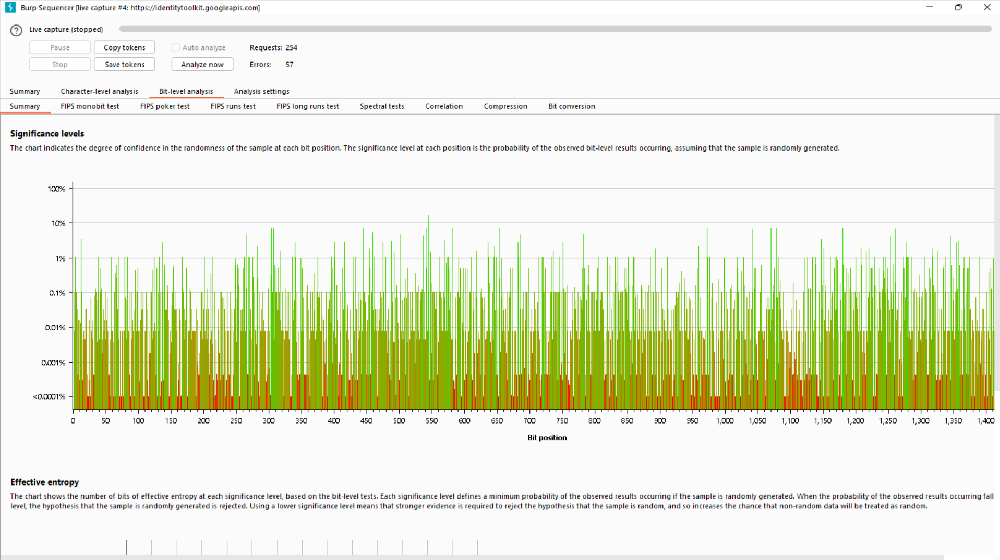 Burp Sequencer [live capture #4: https://identitytoolkit.googleapis.com]
Live capture (stopped)
Pause Copy tokens Auto analyze Requests: 254
Stop Save tokens Analyze now Errors: 57
Summary Character-level analysis Bit-level analysis Analysis settings
Summary FIPS monobit test FIPS poker test FIPS runs test FIPS long runs test Spectral tests Correlation Compression Bit conversion
Significance levels
The chart indicates the degree of confidence in the randomness of the sample at each bit position. The significance level at each position is the probability of the observed bit-level results occurring, assuming that the sample is randomly generated.
100%
10%
1%
0.1%
0.01%
0.001%
<0.0001%
0 50 100 150 200 250 300 350 400 450 500 550 600 650 700 750 800 850 900 950 1,000 1,050 1,100 1,150 1,200 1,250 1,300 1,350 1,400
Bit position
Effective entropy
The chart shows the number of bits of effective entropy at each significance level, based on the bit-level tests. Each significance level defines a minimum probability of the observed results occurring if the sample is randomly generated. When the probability of the observed results occurring fall
level, the hypothesis that the sample is randomly generated is rejected. Using a lower significance level means that stronger evidence is required to reject the hypothesis that the sample is random, and so increases the chance that non-random data will be treated as random.